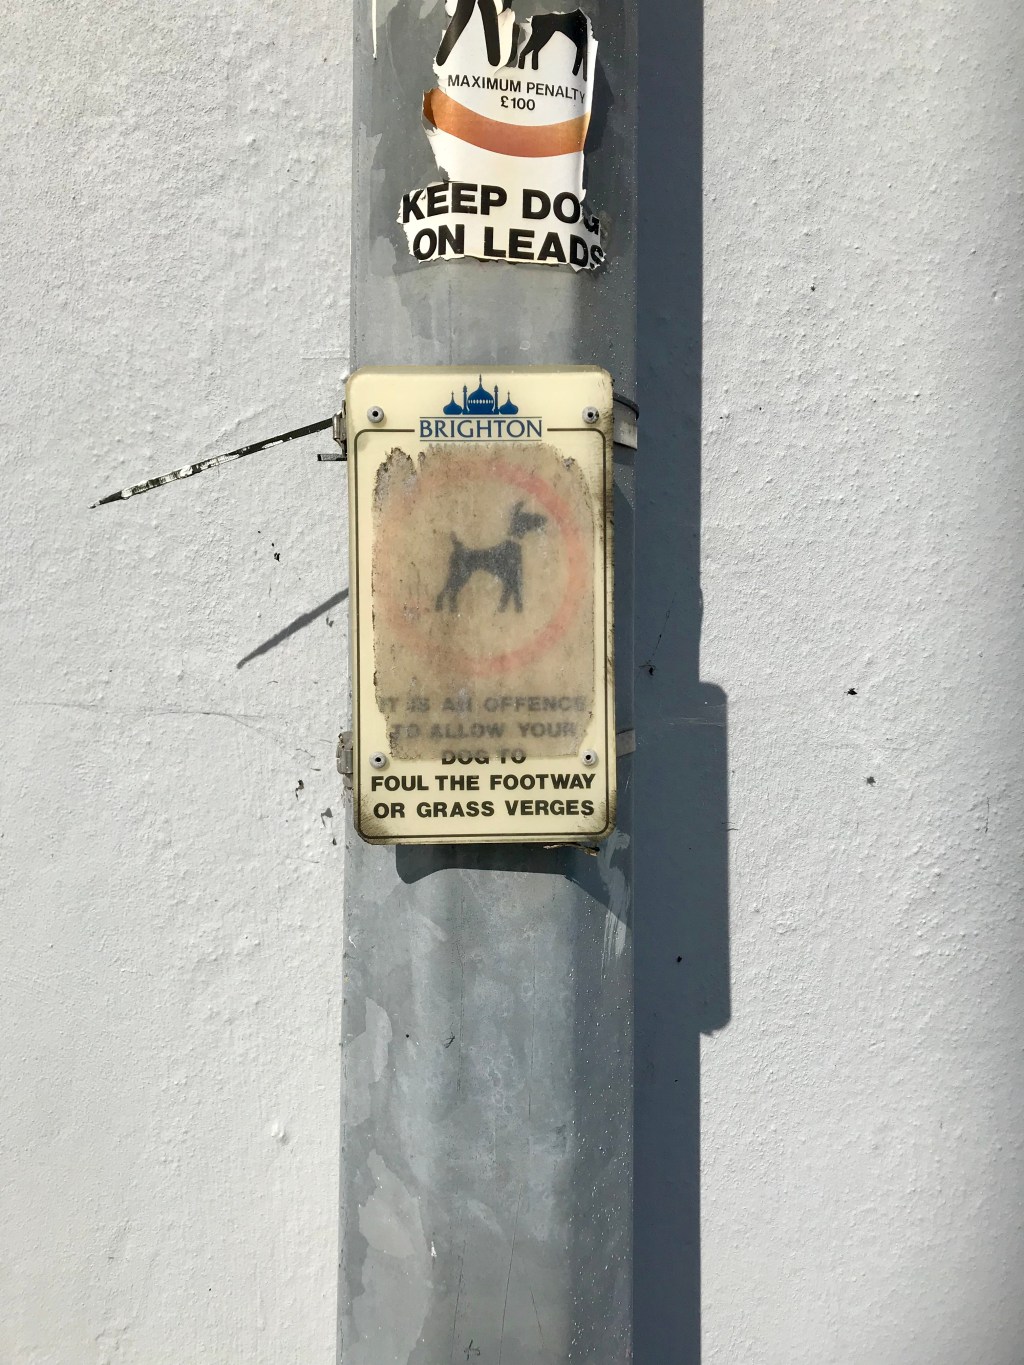 MAXIMUM PENALTY
£100
KEEP DOGS
ON LEADS
BRIGHTON
IT IS AN OFFENCE
TO ALLOW YOUR
DOG TO
FOUL THE FOOTWAY
OR GRASS VERGES